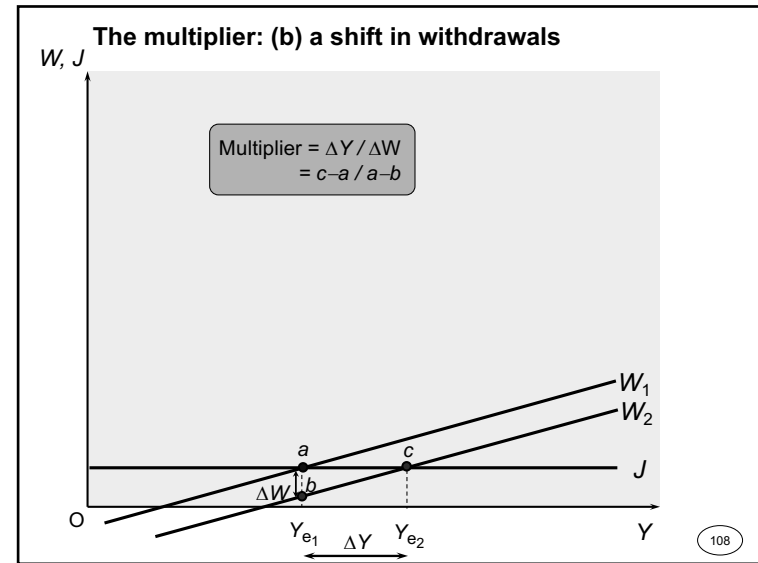 The multiplier: (b) a shift in withdrawals
W, J
Multiplier = ΔY / ΔW
= c–a / a–b
W₁
W₂
a
c
J
ΔW
b
O
Yₑ₁
Yₑ₂
Y
ΔY
108